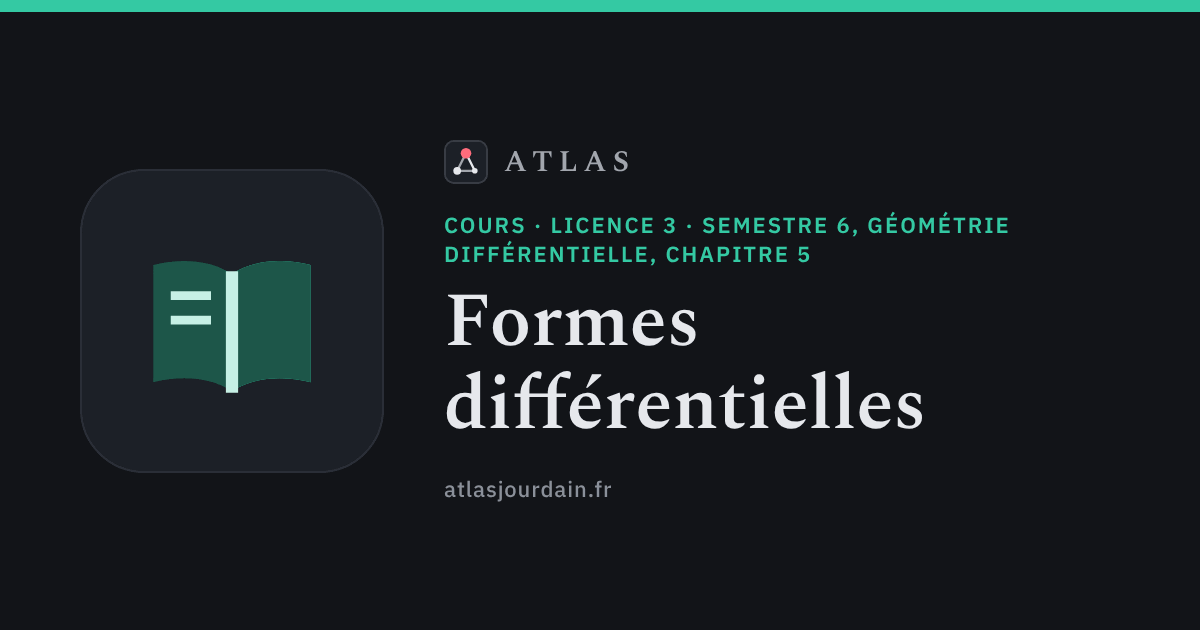 ATLAS
COURS · LICENCE 3 · SEMESTRE 6, GÉOMÉTRIE
DIFFÉRENTIELLE, CHAPITRE 5
Formes
différentielles
atlasjourdain.fr